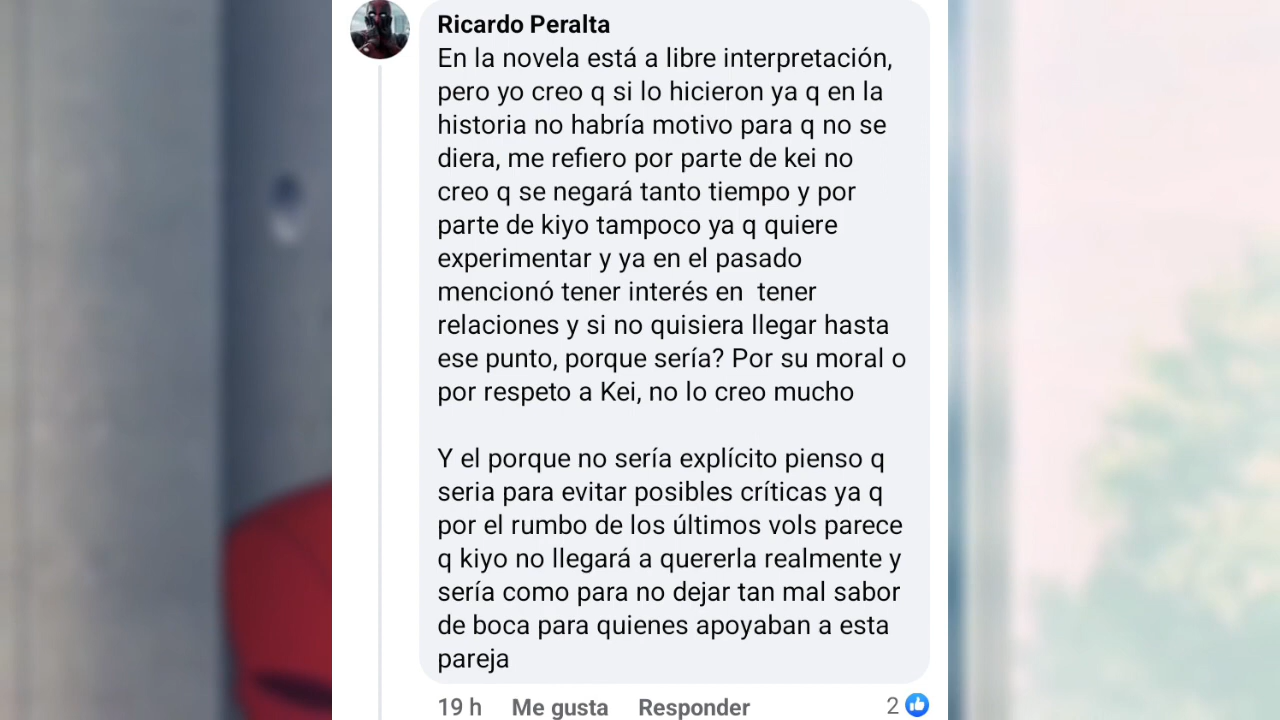 Ricardo Peralta
En la novela está a libre interpretación,
pero yo creo q si lo hicieron ya q en la
historia no habría motivo para q no se
diera, me refiero por parte de kei no
creo q se negará tanto tiempo y por
parte de kiyo tampoco ya q quiere
experimentar y ya en el pasado
mencionó tener interés en  tener
relaciones y si no quisiera llegar hasta
ese punto, porque sería? Por su moral o
por respeto a Kei, no lo creo mucho
Y el porque no sería explícito pienso q
seria para evitar posibles críticas ya q
por el rumbo de los últimos vols parece
q kiyo no llegará a quererla realmente y
sería como para no dejar tan mal sabor
de boca para quienes apoyaban a esta
pareja
19 h Me gusta Responder 2